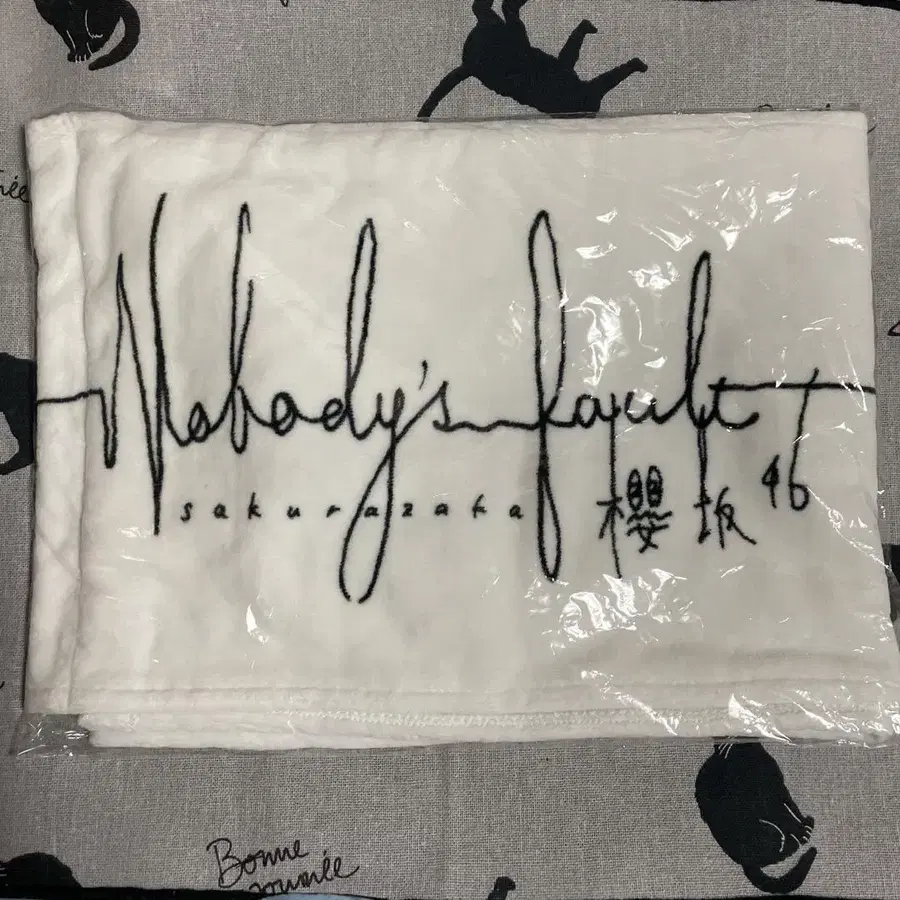 Nobody's fault
sakurazaka 櫻坂46
Bonne
journée